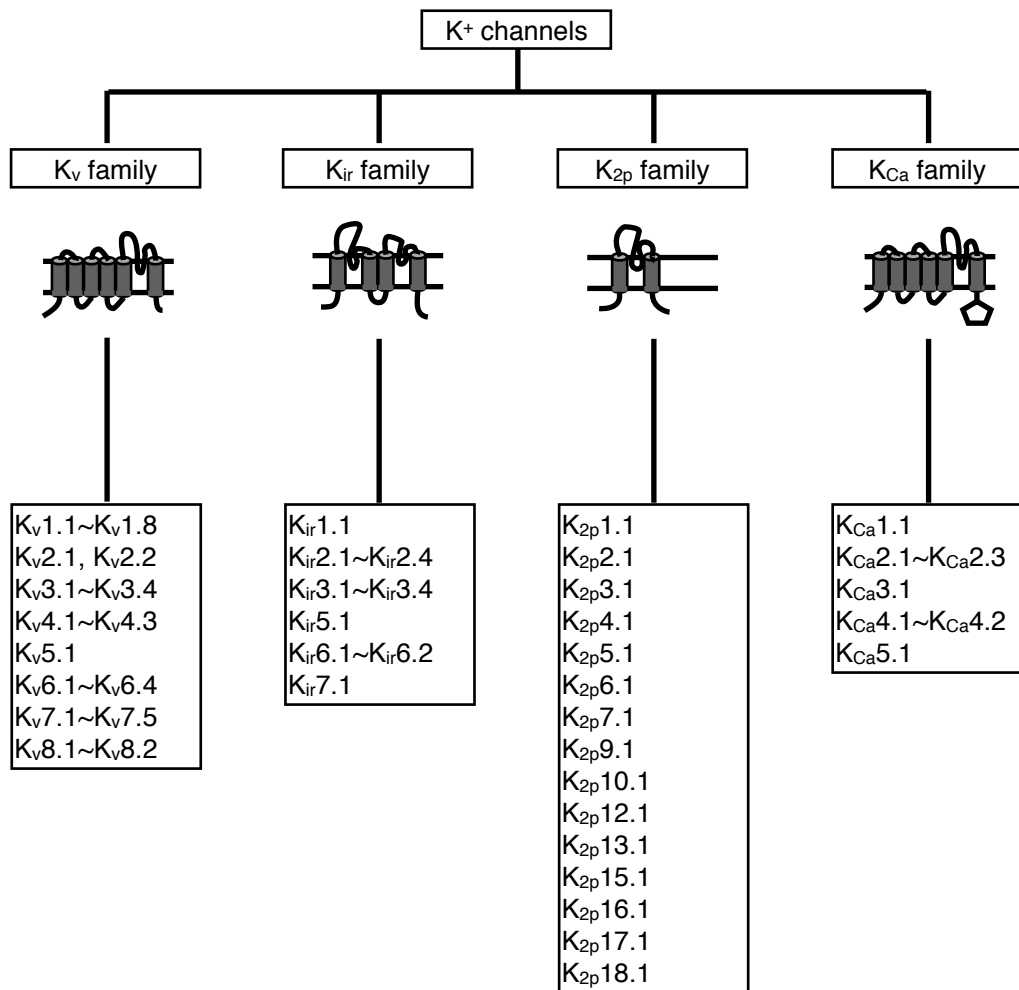 K+ channels
Kv family
Kir family
K2p family
KCa family
Kv1.1~Kv1.8
Kv2.1, Kv2.2
Kv3.1~Kv3.4
Kv4.1~Kv4.3
Kv5.1
Kv6.1~Kv6.4
Kv7.1~Kv7.5
Kv8.1~Kv8.2
Kir1.1
Kir2.1~Kir2.4
Kir3.1~Kir3.4
Kir5.1
Kir6.1~Kir6.2
Kir7.1
K2p1.1
K2p2.1
K2p3.1
K2p4.1
K2p5.1
K2p6.1
K2p7.1
K2p9.1
K2p10.1
K2p12.1
K2p13.1
K2p15.1
K2p16.1
K2p17.1
K2p18.1
KCa1.1
KCa2.1~KCa2.3
KCa3.1
KCa4.1~KCa4.2
KCa5.1